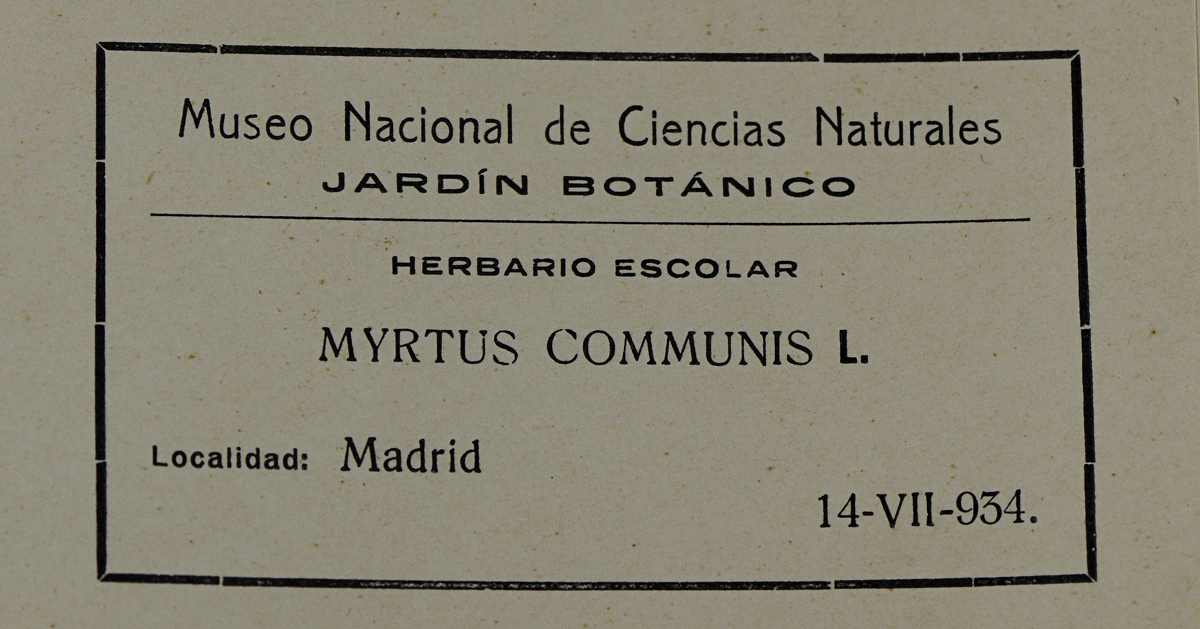 Museo Nacional de Ciencias Naturales
JARDÍN BOTÁNICO
HERBARIO ESCOLAR
MYRTUS COMMUNIS L.
Localidad: Madrid
14-VII-934.